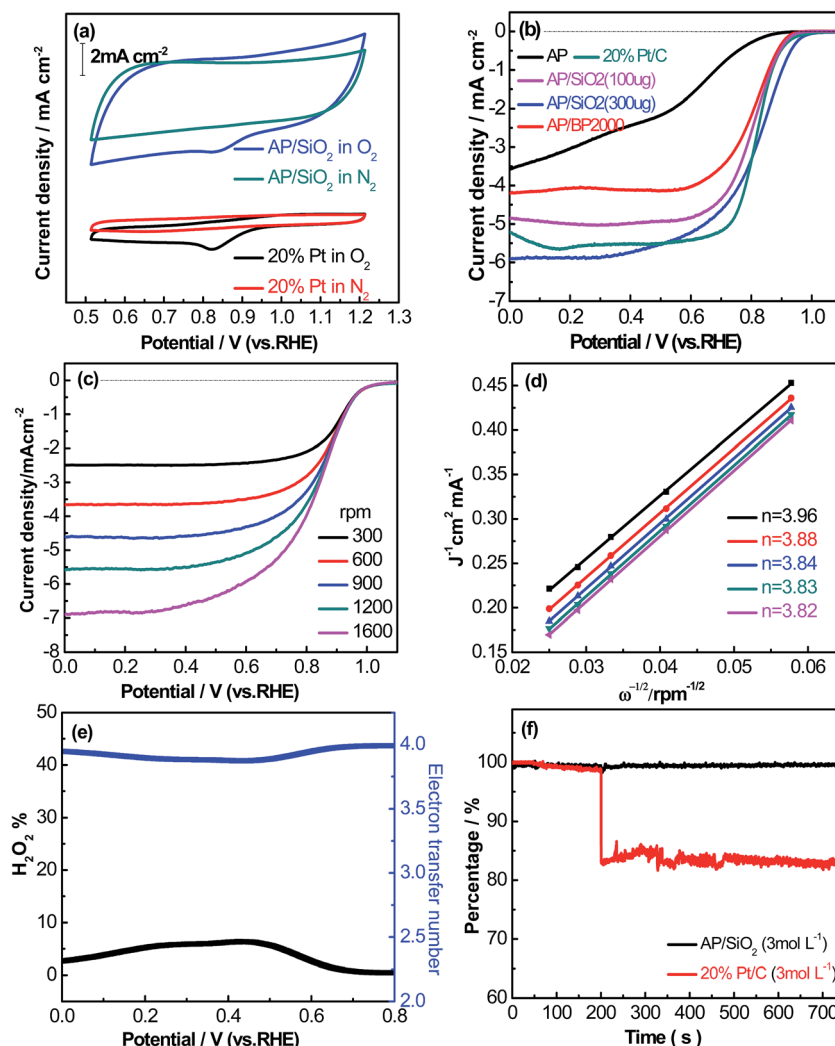 (a)
2mA cm-2
Current density / mA cm-2
AP/SiO2 in O2
AP/SiO2 in N2
20% Pt in O2
20% Pt in N2
0.5 0.6 0.7 0.8 0.9 1.0 1.1 1.2 1.3
Potential / V (vs.RHE)
(b)
AP 20% Pt/C
AP/SiO2(100ug)
AP/SiO2(300ug)
AP/BP2000
0
-1
-2
-3
-4
-5
-6
Current density / mA cm-2
0.0 0.2 0.4 0.6 0.8 1.0
Potential / V (vs.RHE)
(c)
0
-1
-2
-3
-4
-5
-6
-7
-8
Current density/mAcm-2
rpm
300
600
900
1200
1600
0.0 0.2 0.4 0.6 0.8 1.0
Potential / V (vs.RHE)
(d)
0.45
0.40
0.35
0.30
0.25
0.20
0.15
J-1cm2 mA-1
n=3.96
n=3.88
n=3.84
n=3.83
n=3.82
0.02 0.03 0.04 0.05 0.06
ω-1/2/rpm-1/2
(e)
50
40
30
20
10
0
H2O2 %
4.0
3.5
3.0
2.5
2.0
Electron transfer number
0.0 0.2 0.4 0.6 0.8
Potential / V (vs.RHE)
(f)
100
95
90
85
80
60
Percentage / %
AP/SiO2 (3mol L-1)
20% Pt/C (3mol L-1)
0 100 200 300 400 500 600 700
Time ( s )